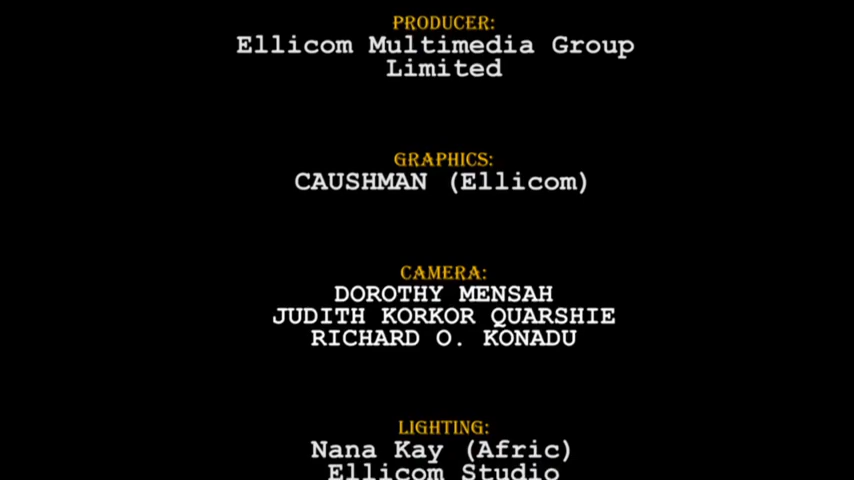 PRODUCER:
Ellicom Multimedia Group
Limited
GRAPHICS:
CAUSHMAN (Ellicom)
CAMERA:
DOROTHY MENSAH
JUDITH KORKOR QUARSHIE
RICHARD O. KONADU
LIGHTING:
Nana Kay (Afric)
Ellicom Studio